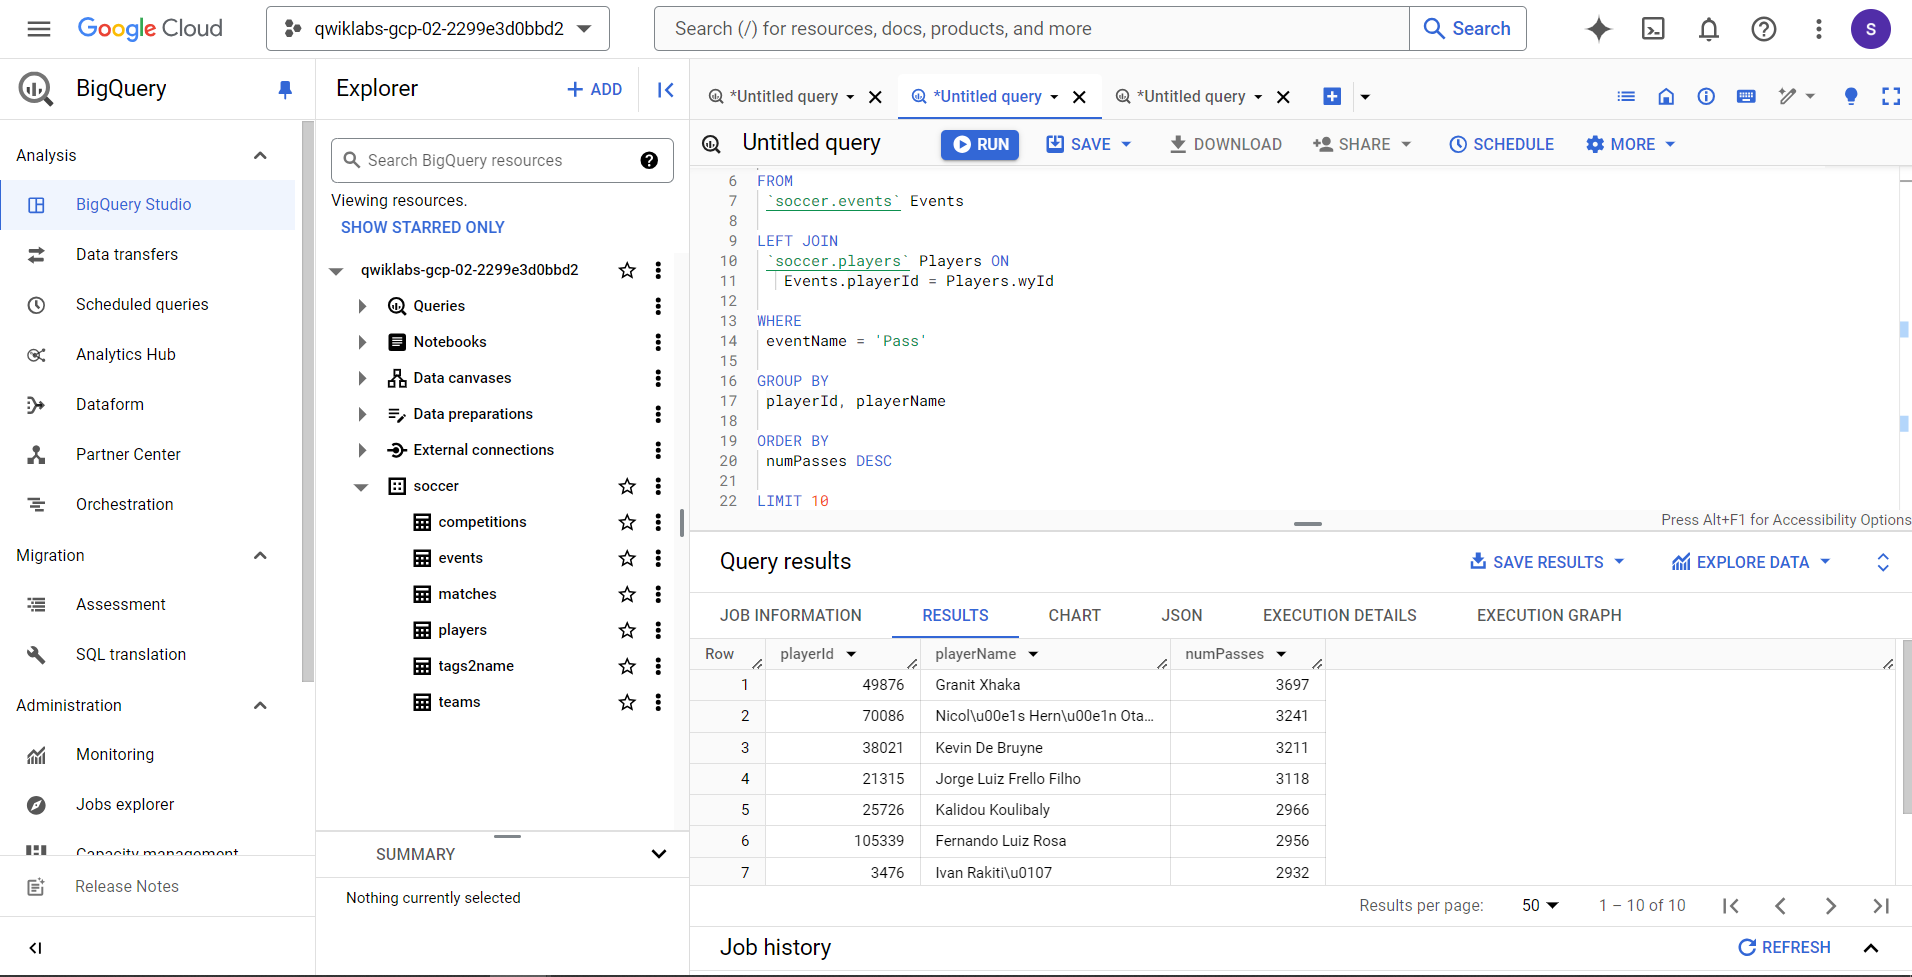 Google Cloud
qwiklabs-gcp-02-2299e3d0bbd2
Search (/) for resources, docs, products, and more
Search
S
BigQuery
Analysis
BigQuery Studio
Data transfers
Scheduled queries
Analytics Hub
Dataform
Partner Center
Orchestration
Migration
Assessment
SQL translation
Administration
Monitoring
Jobs explorer
Capacity management
Release Notes
Explorer
ADD
Search BigQuery resources
Viewing resources.
SHOW STARRED ONLY
qwiklabs-gcp-02-2299e3d0bbd2
Queries
Notebooks
Data canvases
Data preparations
External connections
soccer
competitions
events
matches
players
tags2name
teams
SUMMARY
Nothing currently selected
*Untitled query
*Untitled query
*Untitled query
Untitled query
RUN
SAVE
DOWNLOAD
SHARE
SCHEDULE
MORE
6 FROM
7 `soccer.events` Events
8
9 LEFT JOIN
10 `soccer.players` Players ON
11 Events.playerId = Players.wyId
12
13 WHERE
14 eventName = 'Pass'
15
16 GROUP BY
17 playerId, playerName
18
19 ORDER BY
20 numPasses DESC
21
22 LIMIT 10
Press Alt+F1 for Accessibility Options
Query results
SAVE RESULTS
EXPLORE DATA
JOB INFORMATION RESULTS CHART JSON EXECUTION DETAILS EXECUTION GRAPH
Row playerId playerName numPasses
1 49876 Granit Xhaka 3697
2 70086 Nicol\u00e1s Hern\u00e1n Ota... 3241
3 38021 Kevin De Bruyne 3211
4 21315 Jorge Luiz Frello Filho 3118
5 25726 Kalidou Koulibaly 2966
6 105339 Fernando Luiz Rosa 2956
7 3476 Ivan Rakiti\u0107 2932
Results per page: 50 1 – 10 of 10
Job history
REFRESH